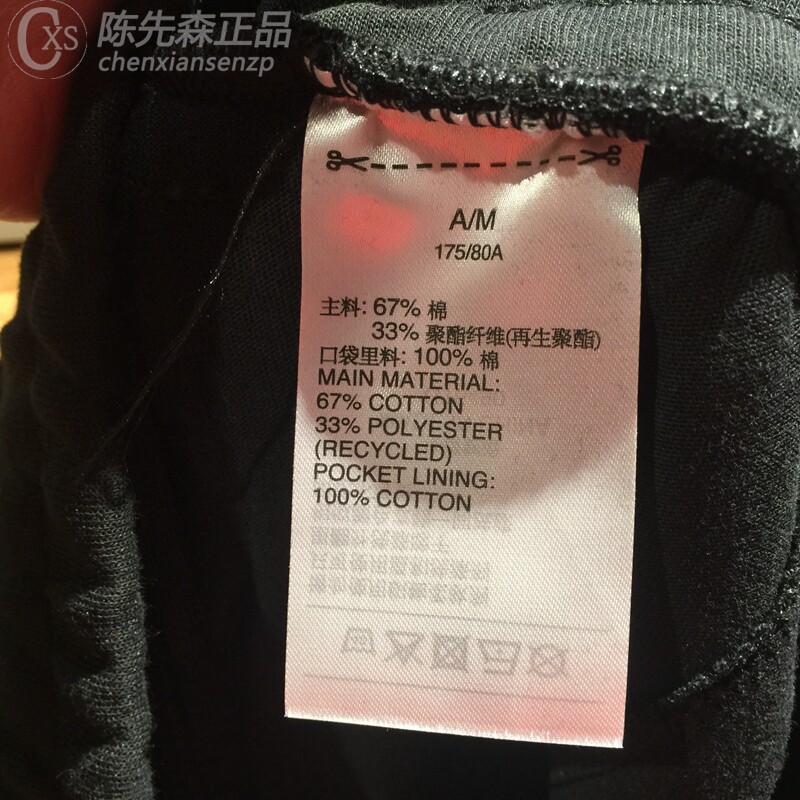 CXS 陈先森正品
chenxiansenzp
A/M
175/80A
主料: 67% 棉
33% 聚酯纤维(再生聚酯)
口袋里料: 100% 棉
MAIN MATERIAL:
67% COTTON
33% POLYESTER
(RECYCLED)
POCKET LINING:
100% COTTON